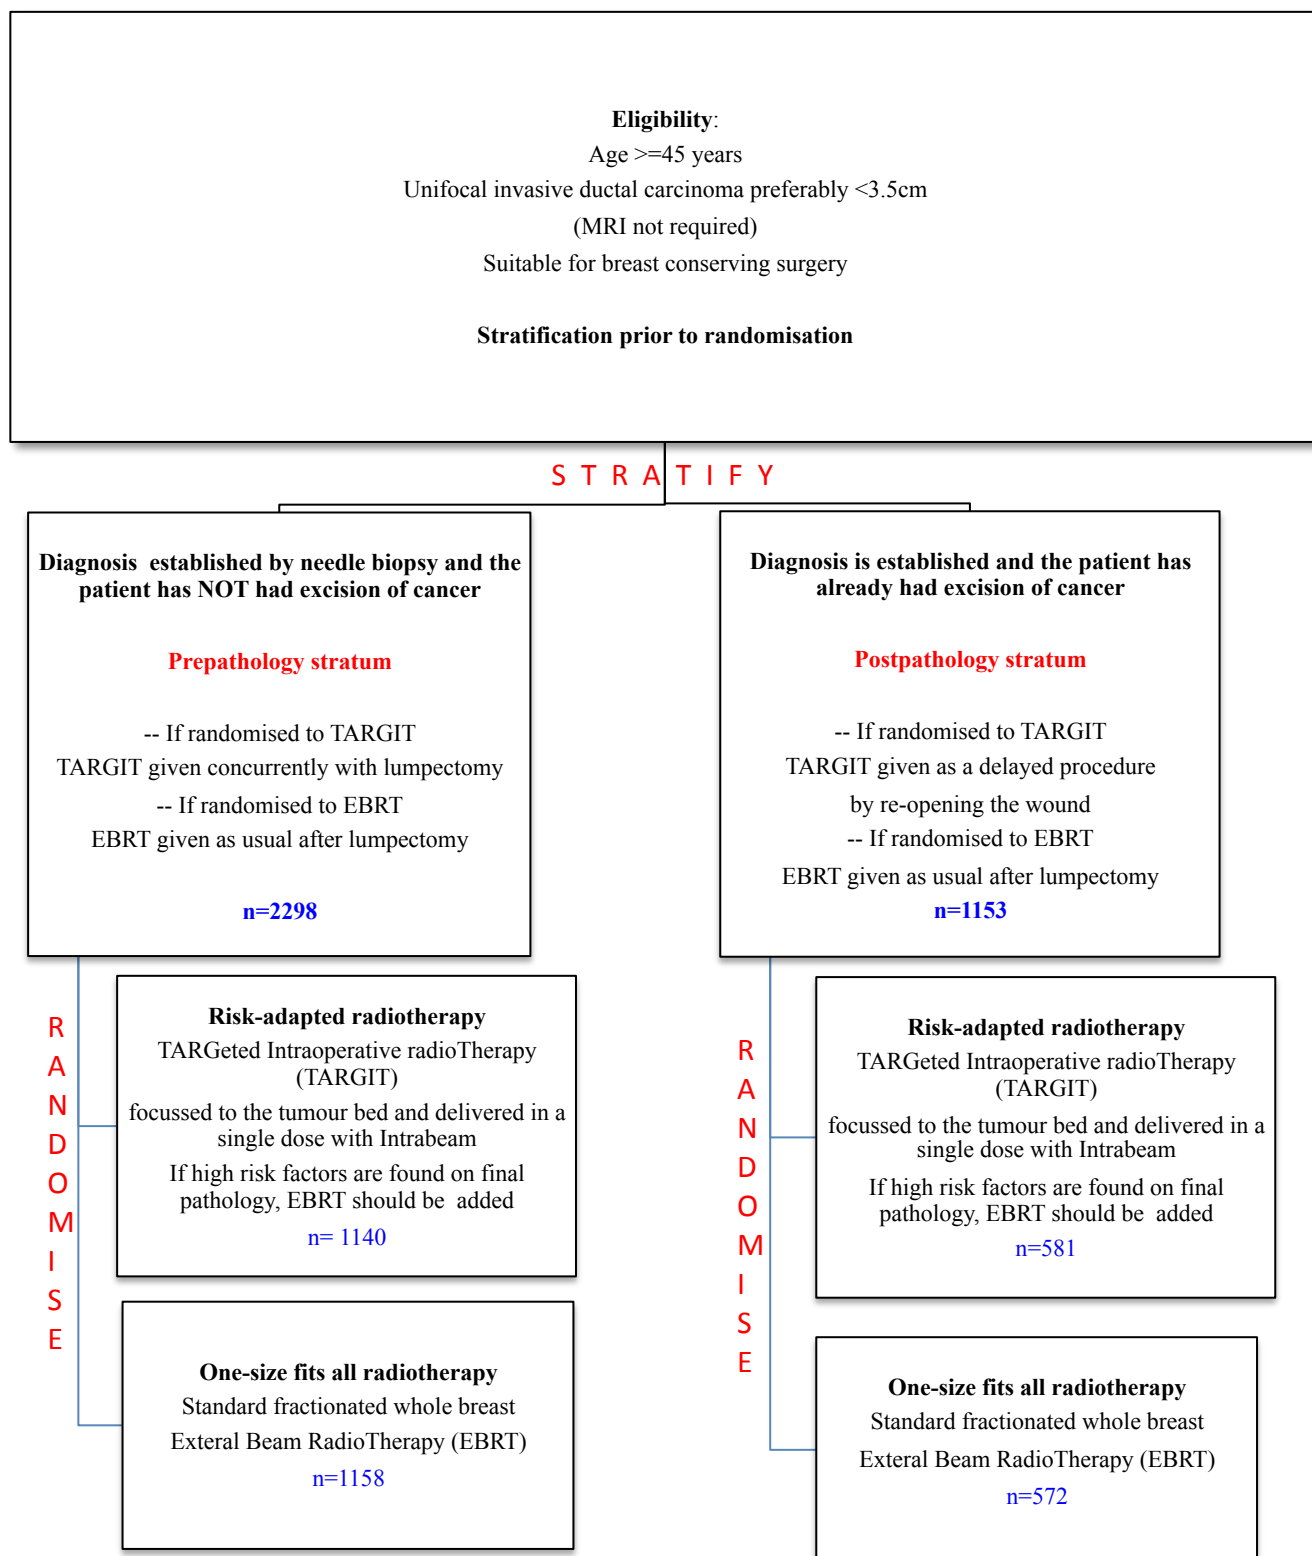 Eligibility:
Age >=45 years
Unifocal invasive ductal carcinoma preferably <3.5cm
(MRI not required)
Suitable for breast conserving surgery
Stratification prior to randomisation
S T R A T I F Y
Diagnosis established by needle biopsy and the
patient has NOT had excision of cancer
Prepathology stratum
-- If randomised to TARGIT
TARGIT given concurrently with lumpectomy
-- If randomised to EBRT
EBRT given as usual after lumpectomy
n=2298
Diagnosis is established and the patient has
already had excision of cancer
Postpathology stratum
-- If randomised to TARGIT
TARGIT given as a delayed procedure
by re-opening the wound
-- If randomised to EBRT
EBRT given as usual after lumpectomy
n=1153
R
A
N
D
O
M
I
S
E
Risk-adapted radiotherapy
TARGeted Intraoperative radioTherapy
(TARGIT)
focussed to the tumour bed and delivered in a
single dose with Intrabeam
If high risk factors are found on final
pathology, EBRT should be added
n= 1140
One-size fits all radiotherapy
Standard fractionated whole breast
Exteral Beam RadioTherapy (EBRT)
n=1158
R
A
N
D
O
M
I
S
E
Risk-adapted radiotherapy
TARGeted Intraoperative radioTherapy
(TARGIT)
focussed to the tumour bed and delivered in a
single dose with Intrabeam
If high risk factors are found on final
pathology, EBRT should be added
n=581
One-size fits all radiotherapy
Standard fractionated whole breast
Exteral Beam RadioTherapy (EBRT)
n=572